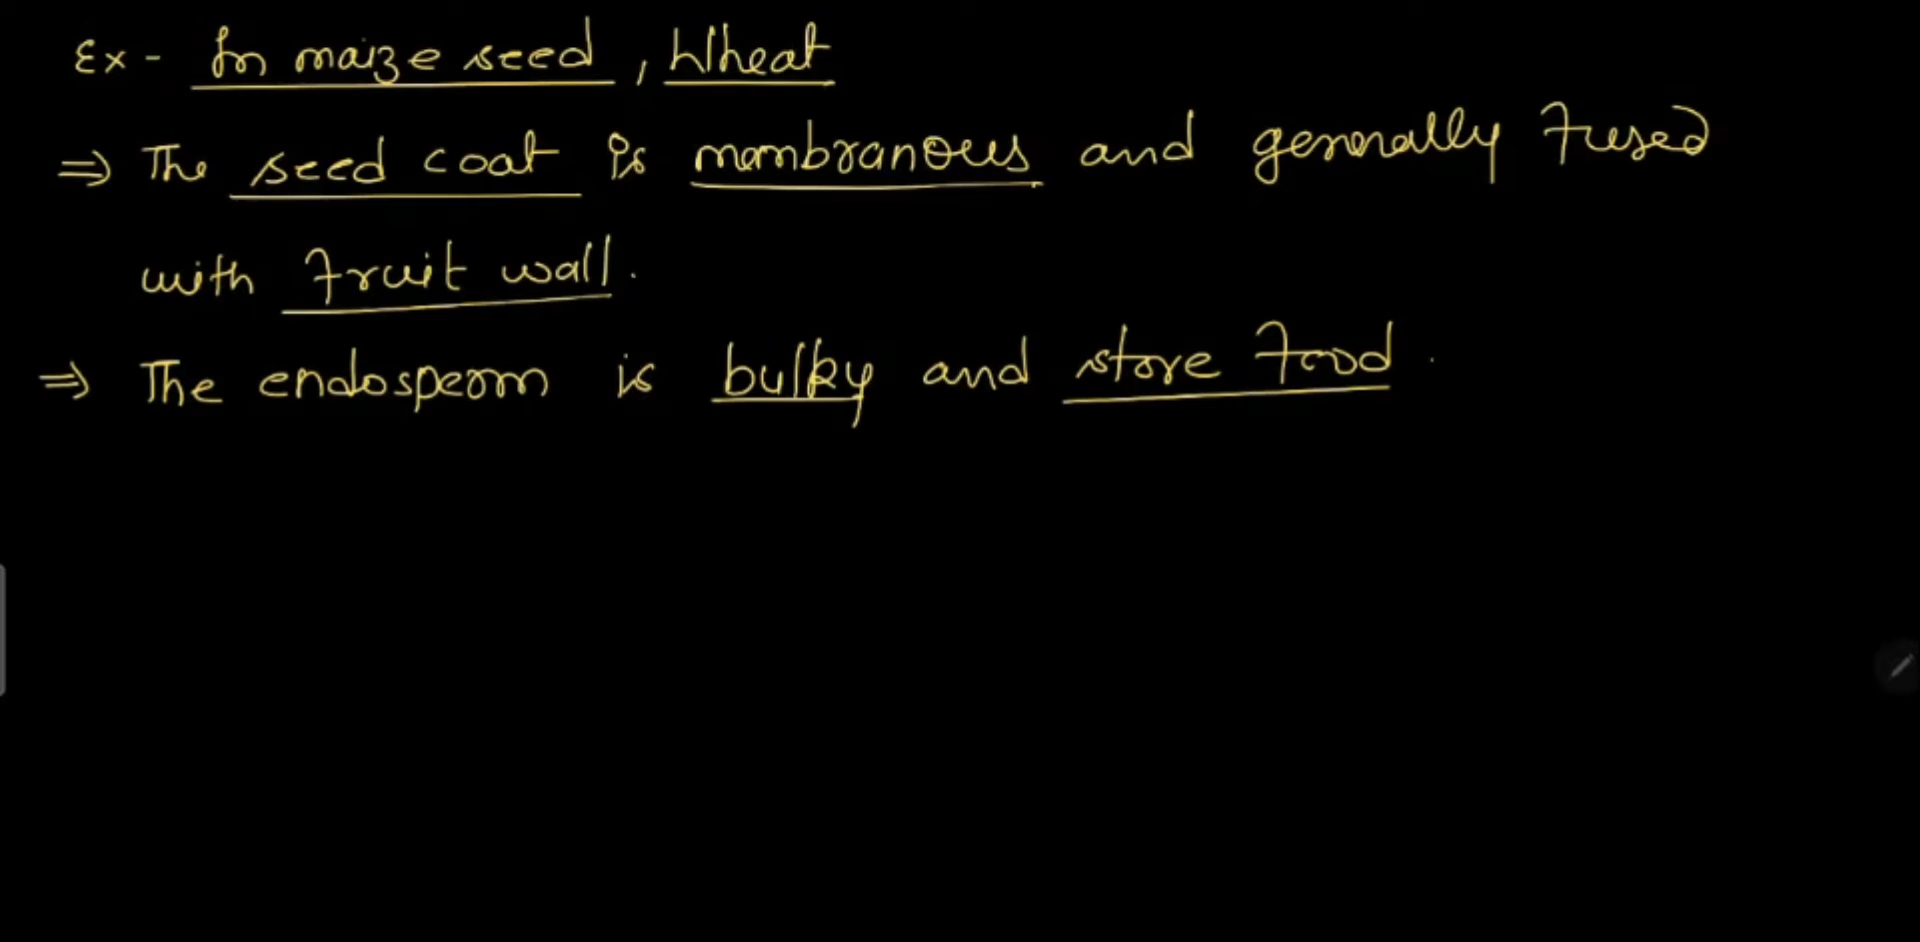 Ex - In maize seed, Wheat
⇒ The seed coat is membranous and generally fused
with fruit wall.
⇒ The endosperm is bulky and store food.